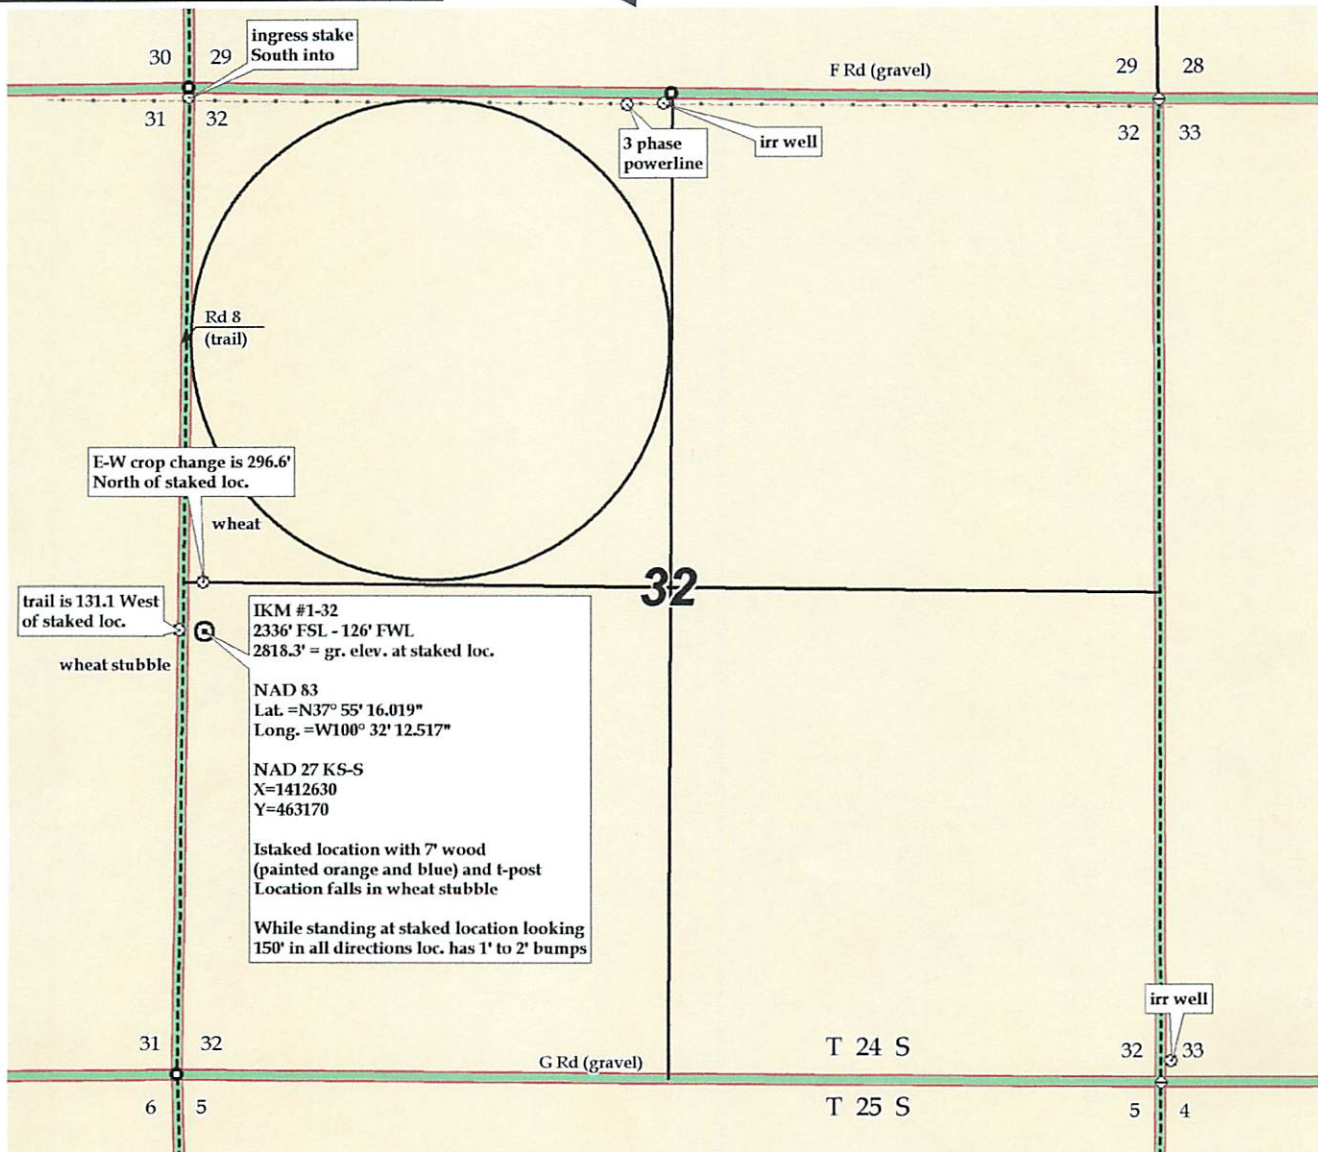 30 29
ingress stake
South into
F Rd (gravel)
29 28
31 32
3 phase
powerline
irr well
32 33
Rd 8
(trail)
E-W crop change is 296.6'
North of staked loc.
wheat
32
trail is 131.1 West
of staked loc.
wheat stubble
IKM #1-32
2336' FSL - 126' FWL
2818.3' = gr. elev. at staked loc.
NAD 83
Lat. =N37° 55' 16.019"
Long. =W100° 32' 12.517"
NAD 27 KS-S
X=1412630
Y=463170
Istaked location with 7' wood
(painted orange and blue) and t-post
Location falls in wheat stubble
While standing at staked location looking
150' in all directions loc. has 1' to 2' bumps
irr well
31 32
G Rd (gravel)
T 24 S
32 33
6 5
T 25 S
5 4